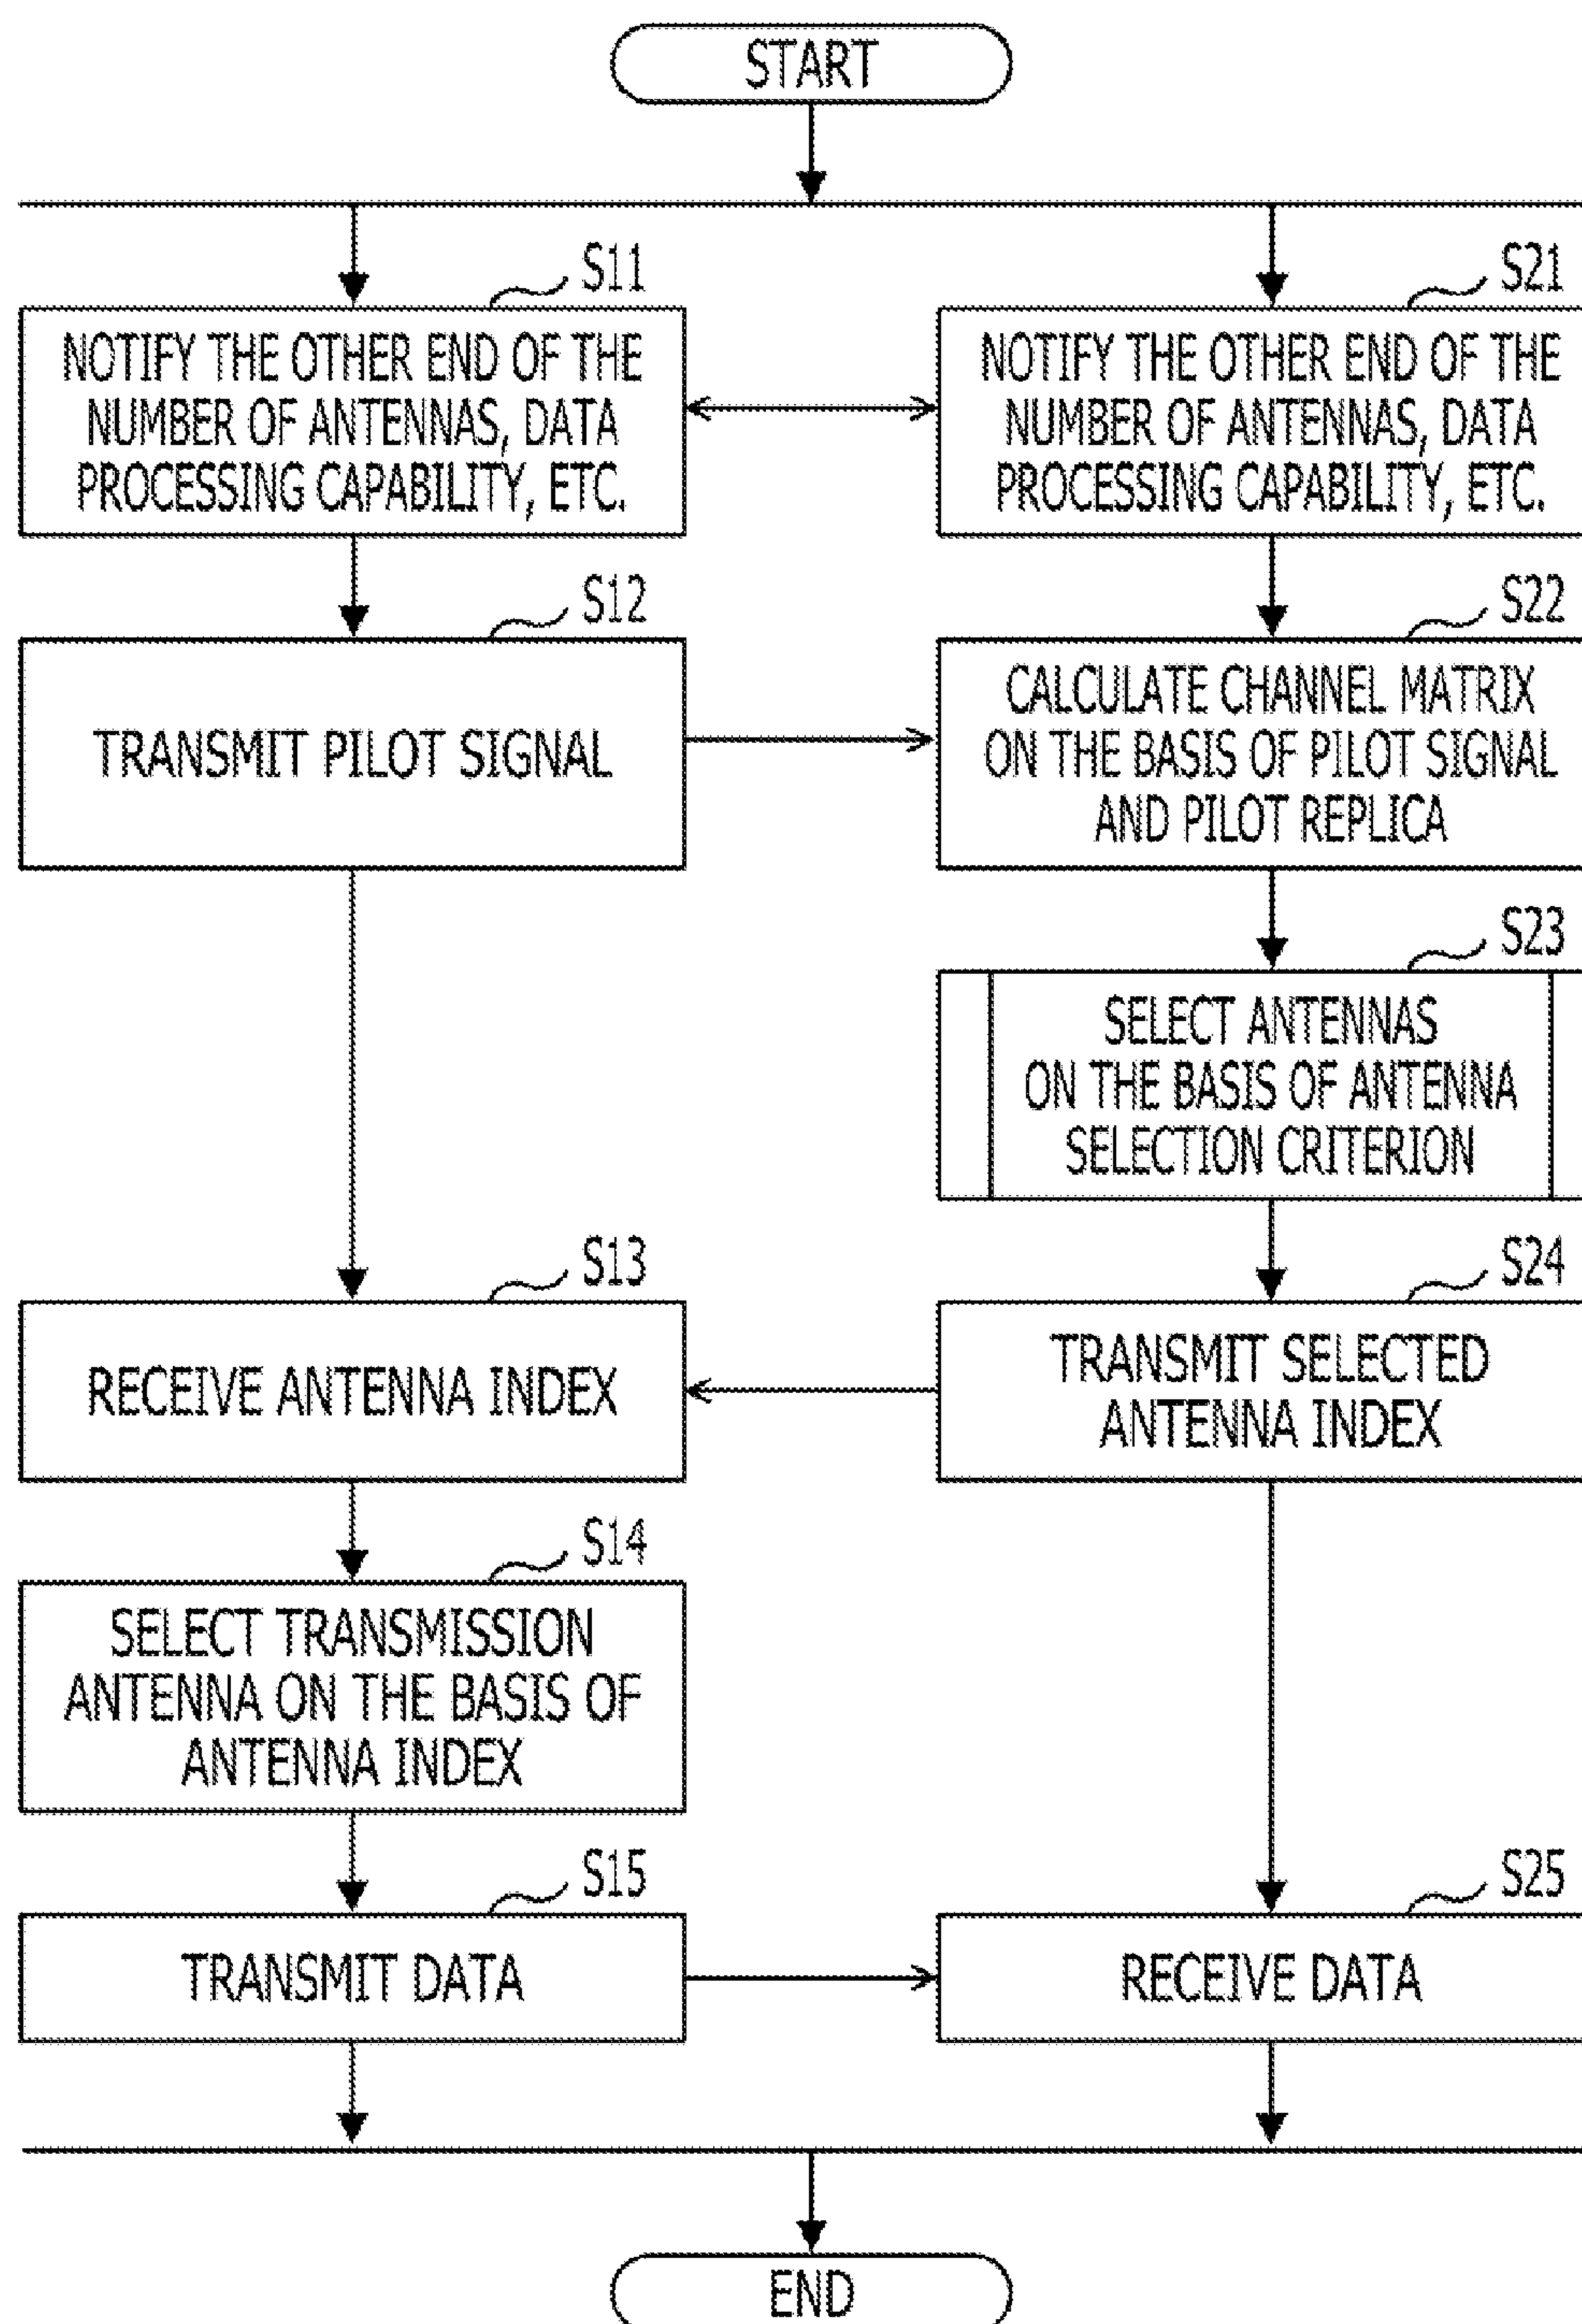 START
S11
NOTIFY THE OTHER END OF THE
NUMBER OF ANTENNAS, DATA
PROCESSING CAPABILITY, ETC.
S21
NOTIFY THE OTHER END OF THE
NUMBER OF ANTENNAS, DATA
PROCESSING CAPABILITY, ETC.
S12
TRANSMIT PILOT SIGNAL
S22
CALCULATE CHANNEL MATRIX
ON THE BASIS OF PILOT SIGNAL
AND PILOT REPLICA
S23
SELECT ANTENNAS
ON THE BASIS OF ANTENNA
SELECTION CRITERION
S13
RECEIVE ANTENNA INDEX
S24
TRANSMIT SELECTED
ANTENNA INDEX
S14
SELECT TRANSMISSION
ANTENNA ON THE BASIS OF
ANTENNA INDEX
S15
TRANSMIT DATA
S25
RECEIVE DATA
END